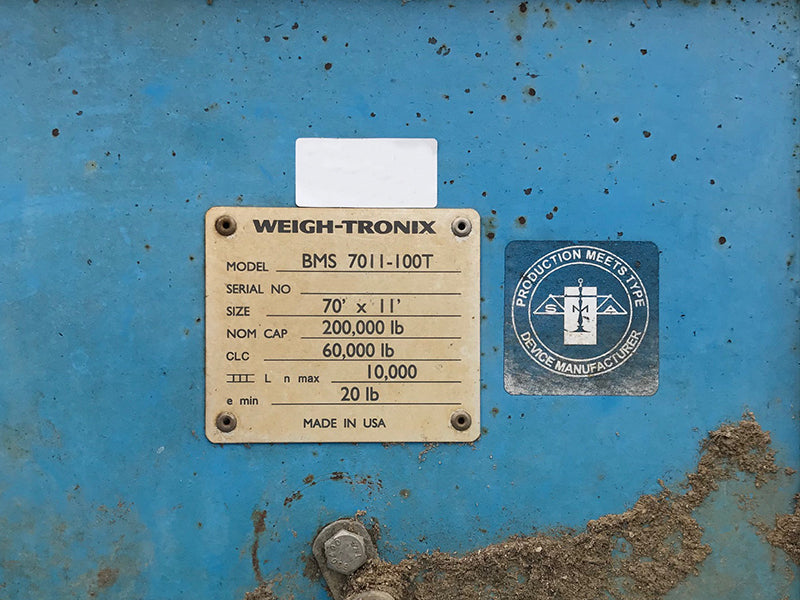 WEIGH-TRONIX
MODEL BMS 7011-100T
SERIAL NO
SIZE 70' x 11'
NOM CAP 200,000 lb
CLC 60,000 lb
III L n max 10,000
e min 20 lb
MADE IN USA
PRODUCTION MEETS TYPE
S M A
DEVICE MANUFACTURER